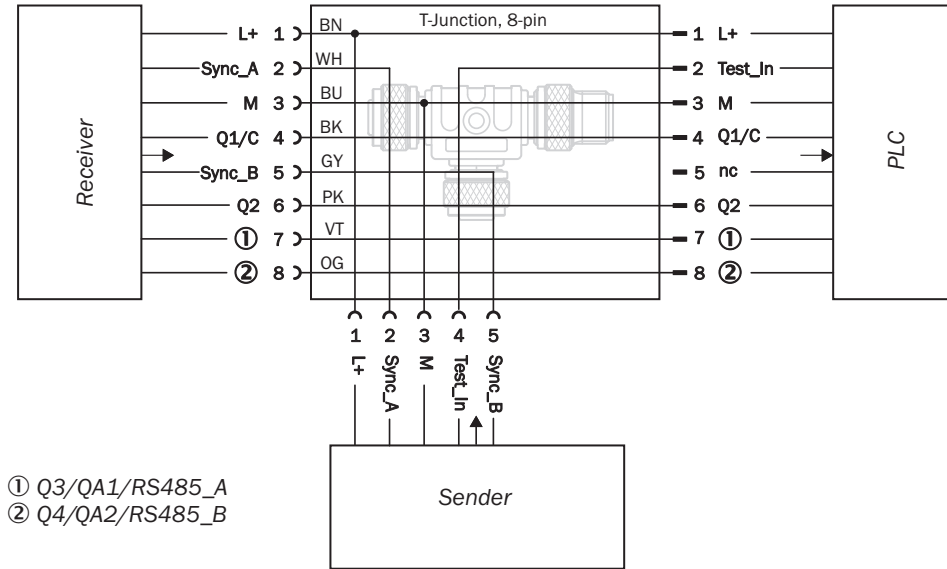 T-Junction, 8-pin
L+ 1 BN 1 L+
Sync_A 2 WH 2 Test_In
M 3 BU 3 M
Q1/C 4 BK 4 Q1/C
Sync_B 5 GY 5 nc
Q2 6 PK 6 Q2
① 7 VT 7 ①
② 8 OG 8 ②
Receiver
PLC
1 2 3 4 5
L+
Sync_A
M
Test_In
Sync_B
Sender
① Q3/QA1/RS485_A
② Q4/QA2/RS485_B